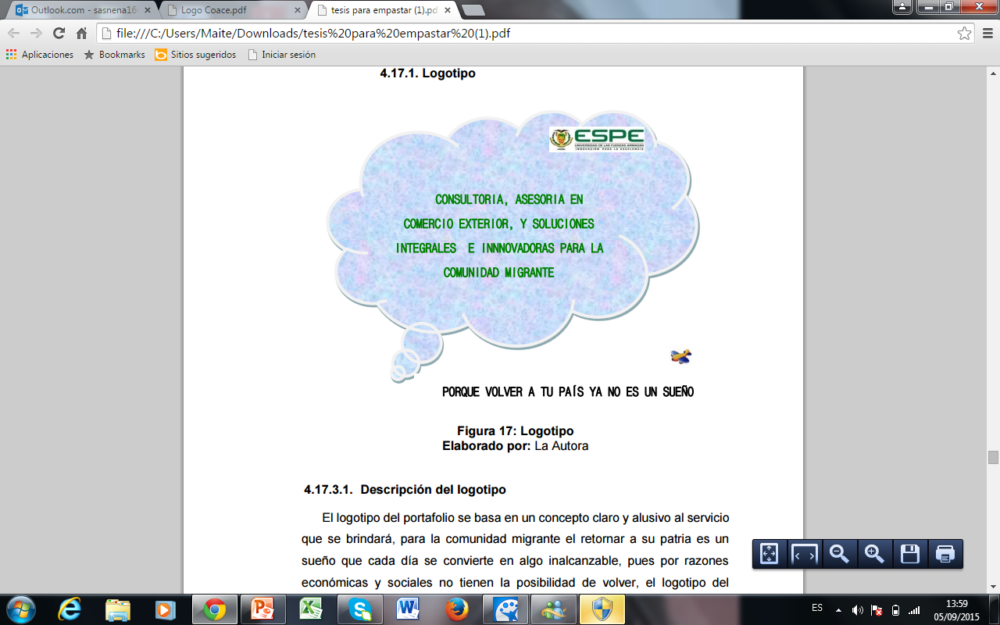 Outlook.com - sasnena16
Logo Coace.pdf
tesis para empastar (1).pd
file:///C:/Users/Maite/Downloads/tesis%20para%20empastar%20(1).pdf
Aplicaciones
Bookmarks
Sitios sugeridos
Iniciar sesión
4.17.1. Logotipo
ESPE
UNIVERSIDAD DE LAS FUERZAS ARMADAS
INNOVACIÓN PARA LA EXCELENCIA
CONSULTORIA, ASESORIA EN
COMERCIO EXTERIOR, Y SOLUCIONES
INTEGRALES E INNNOVADORAS PARA LA
COMUNIDAD MIGRANTE
PORQUE VOLVER A TU PAÍS YA NO ES UN SUEÑO
Figura 17: Logotipo
Elaborado por: La Autora
4.17.3.1. Descripción del logotipo
El logotipo del portafolio se basa en un concepto claro y alusivo al servicio
que se brindará, para la comunidad migrante el retornar a su patria es un
sueño que cada día se convierte en algo inalcanzable, pues por razones
económicas y sociales no tienen la posibilidad de volver, el logotipo del
ES
13:59
05/09/2015